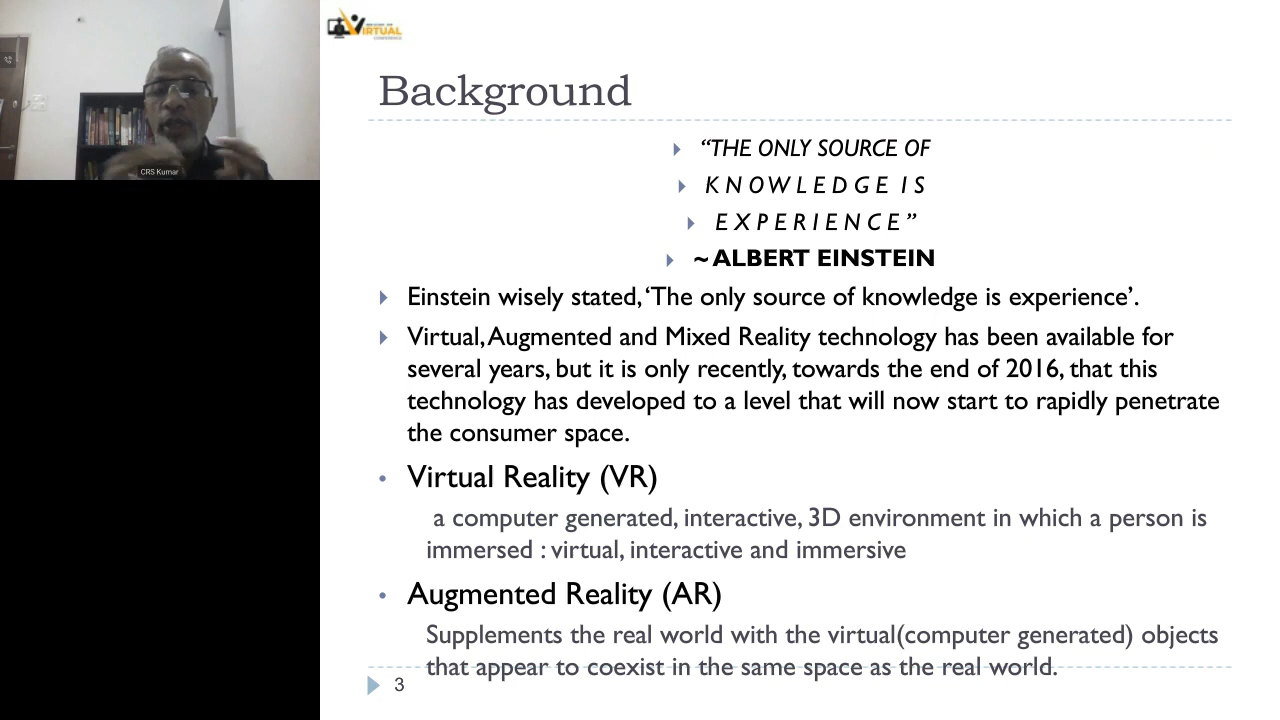 CRS Kumar
VIRTUAL
Background
“THE ONLY SOURCE OF
KNOWLEDGE IS
EXPERIENCE”
~ ALBERT EINSTEIN
Einstein wisely stated, ‘The only source of knowledge is experience’.
Virtual, Augmented and Mixed Reality technology has been available for
several years, but it is only recently, towards the end of 2016, that this
technology has developed to a level that will now start to rapidly penetrate
the consumer space.
Virtual Reality (VR)
a computer generated, interactive, 3D environment in which a person is
immersed : virtual, interactive and immersive
Augmented Reality (AR)
Supplements the real world with the virtual(computer generated) objects
that appear to coexist in the same space as the real world.
3